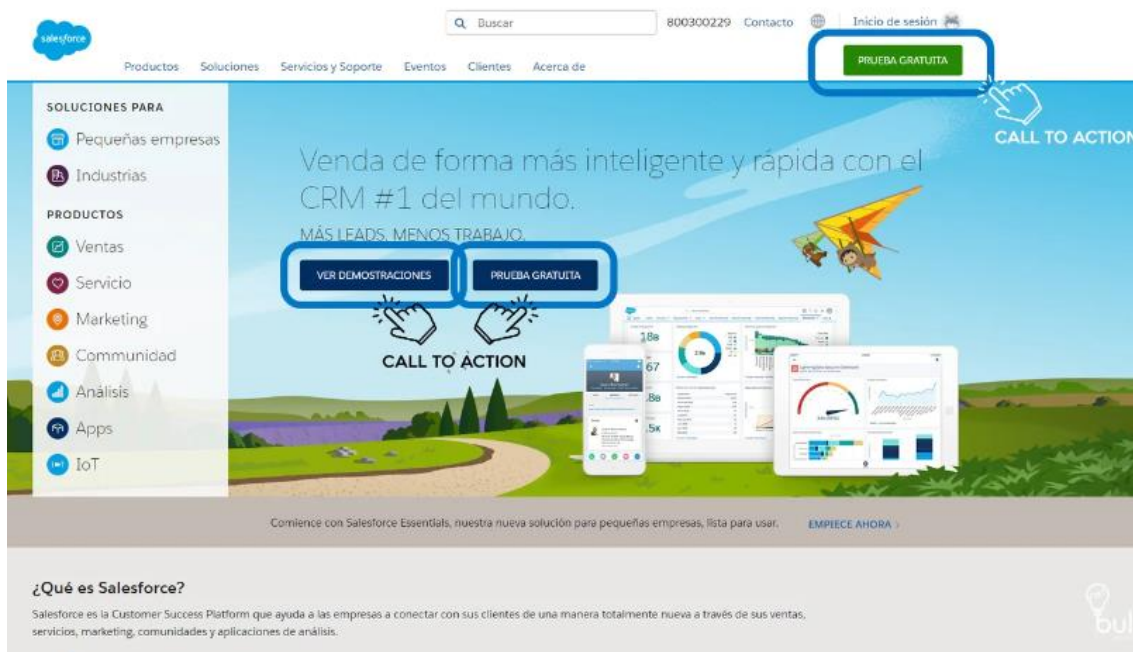 salesforce
Buscar
800300229 Contacto
Inicio de sesión
Productos Soluciones Servicios y Soporte Eventos Clientes Acerca de
PRUEBA GRATUITA
CALL TO ACTION
SOLUCIONES PARA
Pequeñas empresas
Industrias
PRODUCTOS
Ventas
Servicio
Marketing
Communidad
Análisis
Apps
IoT
Venda de forma más inteligente y rápida con el
CRM #1 del mundo.
MÁS LEADS, MENOS TRABAJO.
VER DEMOSTRACIONES
PRUEBA GRATUITA
CALL TO ACTION
Comience con Salesforce Essentials, nuestra nueva solución para pequeñas empresas, lista para usar. EMPIECE AHORA
¿Qué es Salesforce?
Salesforce es la Customer Success Platform que ayuda a las empresas a conectar con sus clientes de una manera totalmente nueva a través de sus ventas,
servicios, marketing, comunidades y aplicaciones de análisis.